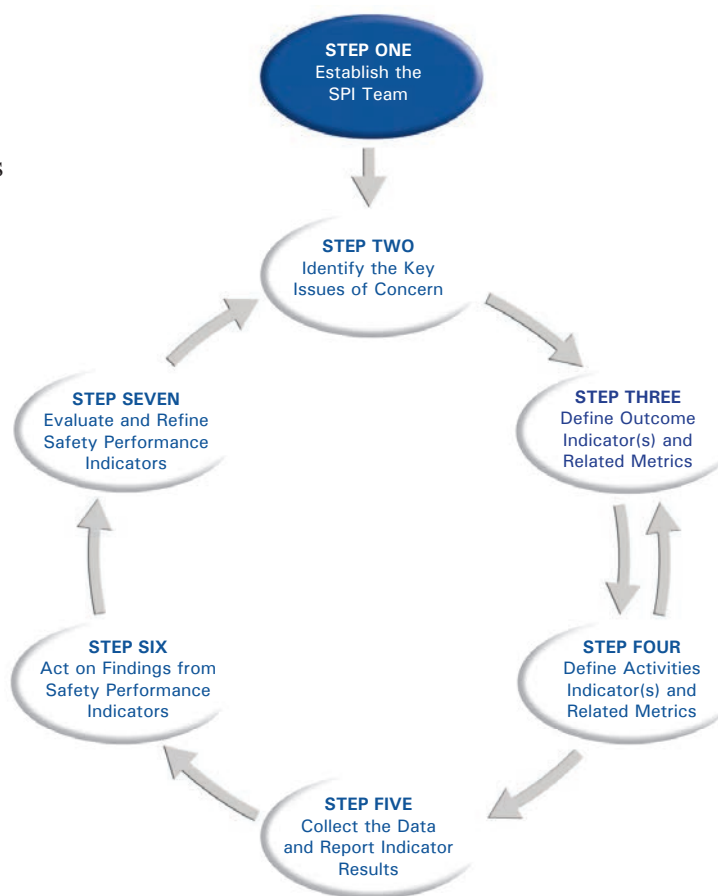 STEP ONE
Establish the
SPI Team
s
STEP TWO
Identify the Key
Issues of Concern
STEP THREE
Define Outcome
Indicator(s) and
Related Metrics
STEP FOUR
Define Activities
Indicator(s) and
Related Metrics
STEP FIVE
Collect the Data
and Report Indicator
Results
STEP SIX
Act on Findings from
Safety Performance
Indicators
STEP SEVEN
Evaluate and Refine
Safety Performance
Indicators